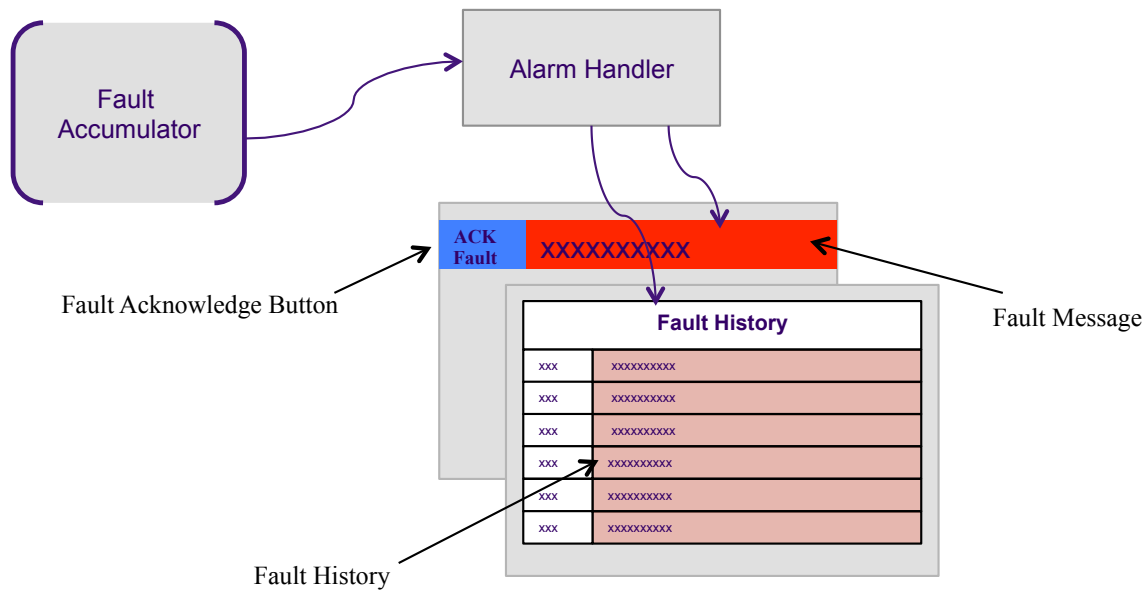 Fault
Accumulator
Alarm Handler
ACK
Fault
XXXXXXXXXX
Fault Acknowledge Button
Fault Message
Fault History
xxx xxxxxxxxxx
xxx xxxxxxxxxx
xxx xxxxxxxxxx
xxx xxxxxxxxxx
xxx xxxxxxxxxx
xxx xxxxxxxxxx
Fault History